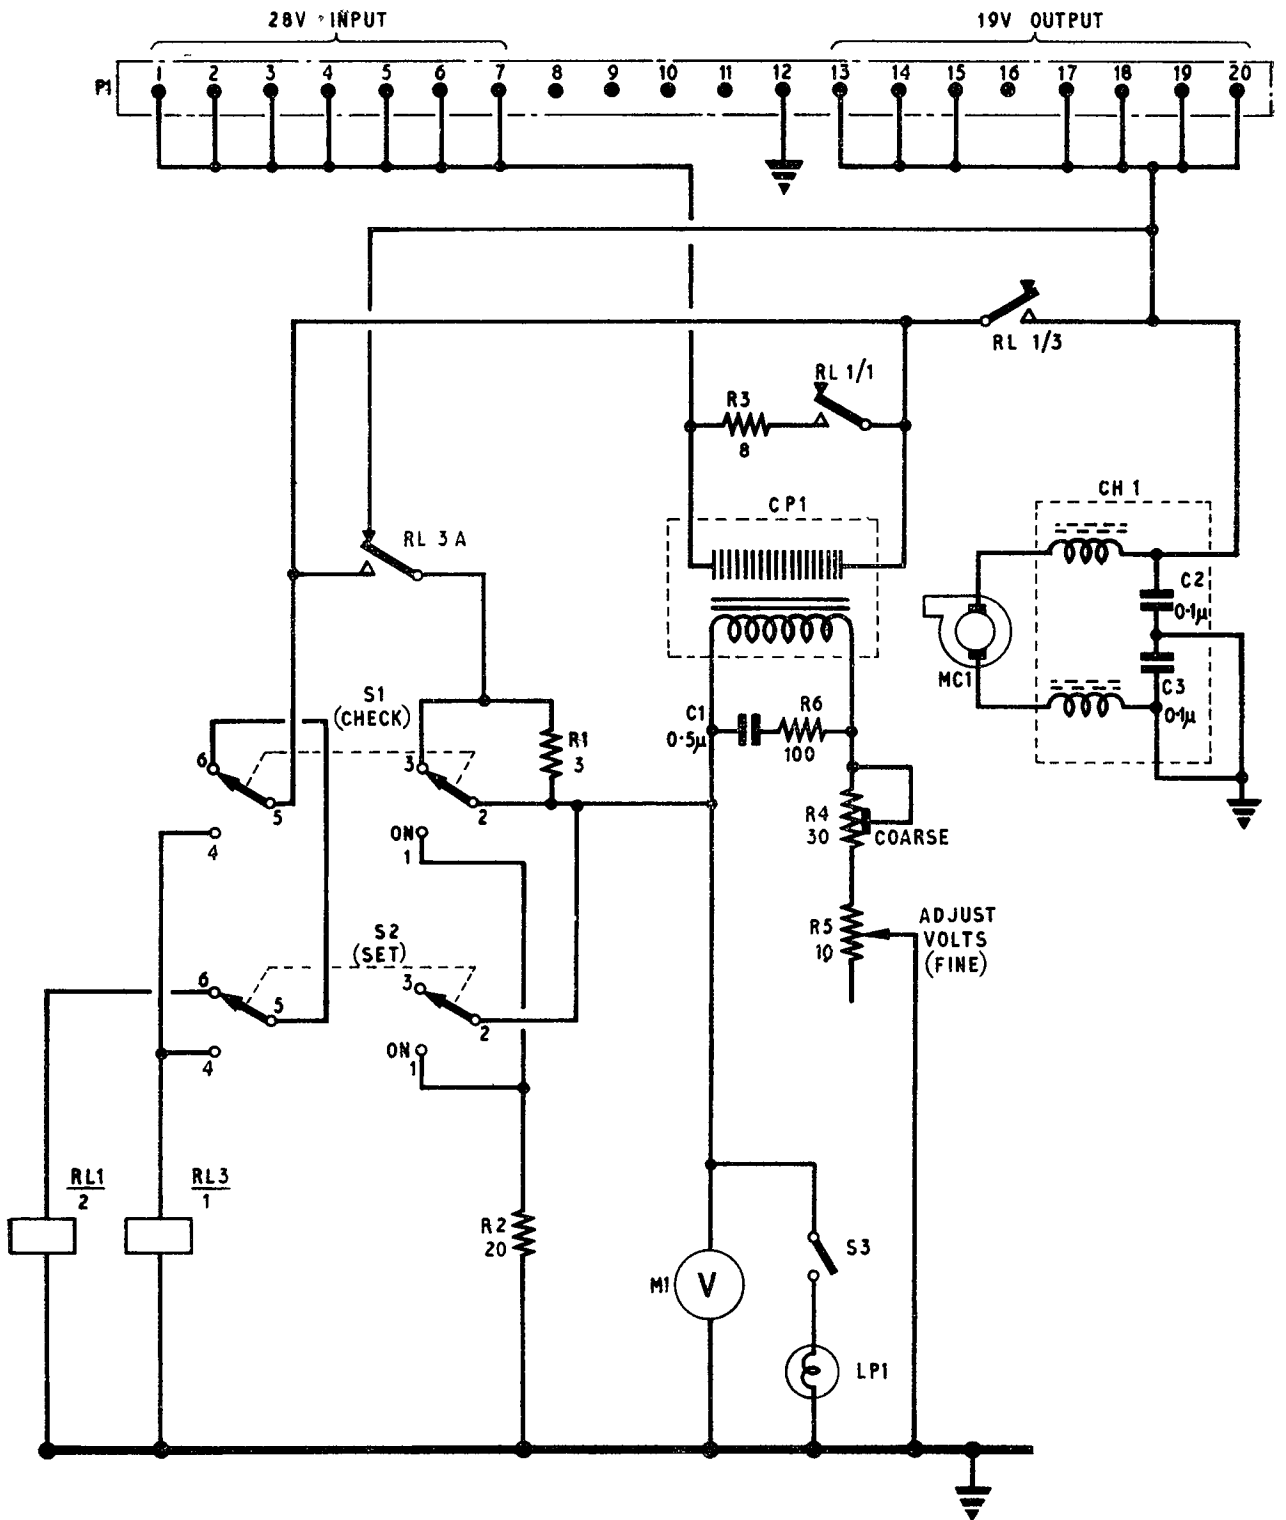 28V INPUT
19V OUTPUT
P1
1 2 3 4 5 6 7 8 9 10 11 12 13 14 15 16 17 18 19 20
RL 1/3
RL 1/1
R3
8
CP1
CH 1
RL 3A
C2
0·1µ
MC1
C3
0·1µ
S1
(CHECK)
R1
3
C1
0·5µ
R6
100
6
5
4
3
2
ON
1
R4
30
COARSE
S2
(SET)
R5
10
ADJUST
VOLTS
(FINE)
6
5
4
3
2
ON
1
RL1
2
RL3
1
R2
20
M1
V
S3
LP1